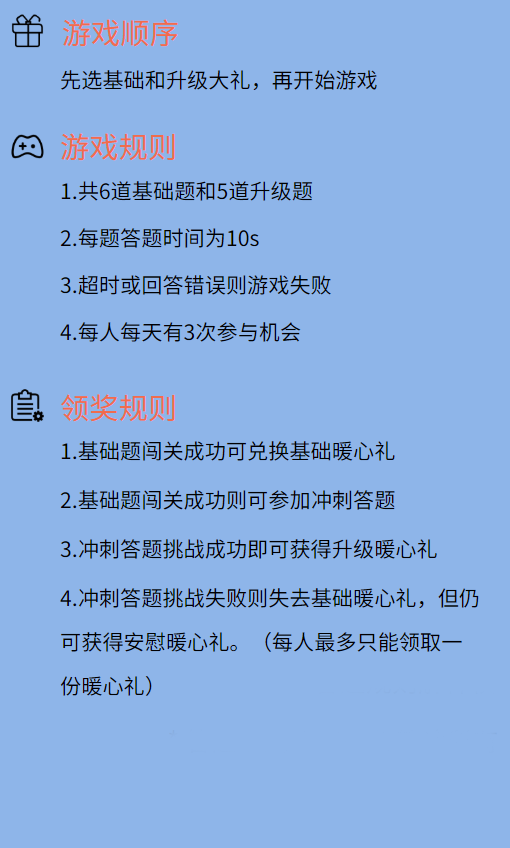 游戏顺序
先选基础和升级大礼，再开始游戏
游戏规则
1.共6道基础题和5道升级题
2.每题答题时间为10s
3.超时或回答错误则游戏失败
4.每人每天有3次参与机会
领奖规则
1.基础题闯关成功可兑换基础暖心礼
2.基础题闯关成功则可参加冲刺答题
3.冲刺答题挑战成功即可获得升级暖心礼
4.冲刺答题挑战失败则失去基础暖心礼，但仍
可获得安慰暖心礼。（每人最多只能领取一
份暖心礼）